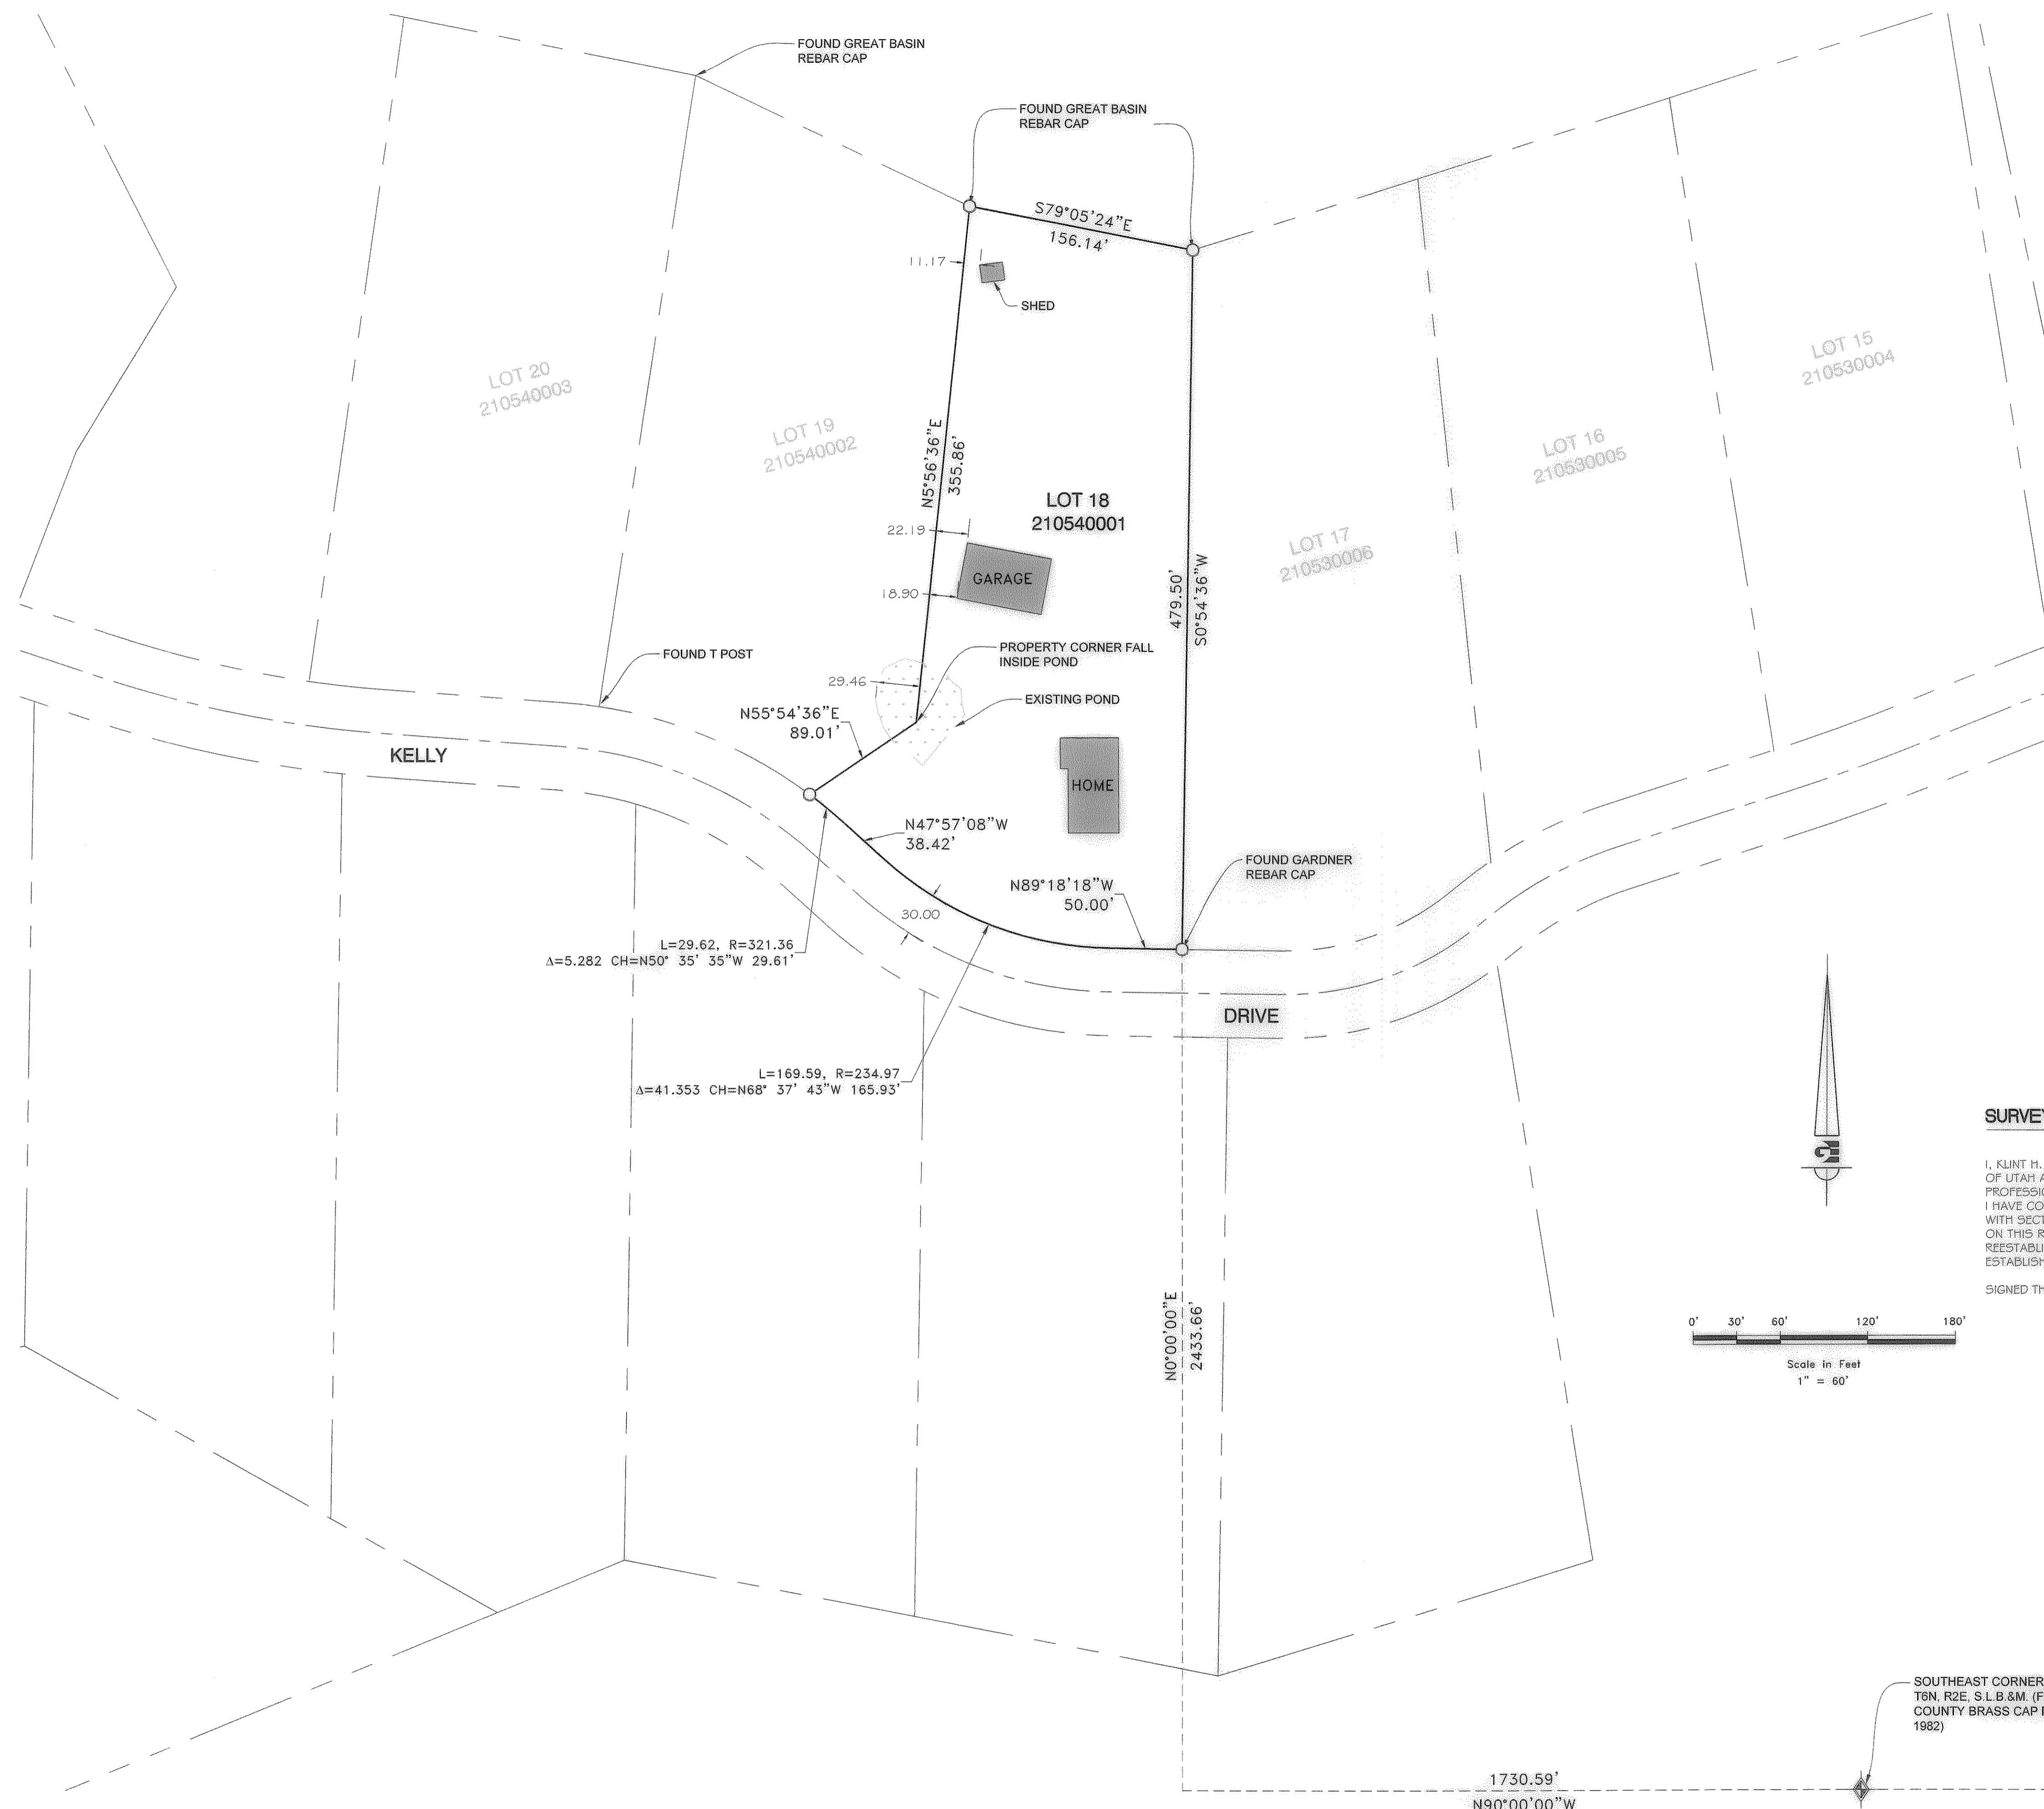 FOUND GREAT BASIN
REBAR CAP
FOUND GREAT BASIN
REBAR CAP
S79°05'24"E
156.14'
11.17
SHED
LOT 20
210540003
LOT 19
210540002
N5°56'36"E
355.86'
LOT 18
210540001
LOT 15
210530004
LOT 16
210530005
LOT 17
210530006
22.19
GARAGE
18.90
479.50'
S0°54'36"W
FOUND T POST
PROPERTY CORNER FALL
INSIDE POND
29.46
EXISTING POND
N55°54'36"E
89.01'
KELLY
HOME
N47°57'08"W
38.42'
FOUND GARDNER
REBAR CAP
N89°18'18"W
50.00'
30.00
L=29.62, R=321.36
Δ=5.282 CH=N50° 35' 35"W 29.61'
DRIVE
L=169.59, R=234.97
Δ=41.353 CH=N68° 37' 43"W 165.93'
SURVEY
I, KLINT H.
OF UTAH A
PROFESSIO
I HAVE CO
WITH SECT
ON THIS R
REESTABLI
ESTABLISH
SIGNED TH
N0°00'00"E
2433.66'
0' 30' 60' 120' 180'
Scale in Feet
1" = 60'
SOUTHEAST CORNER
T6N, R2E, S.L.B.&M. (F
COUNTY BRASS CAP
1982)
1730.59'
N90°00'00"W